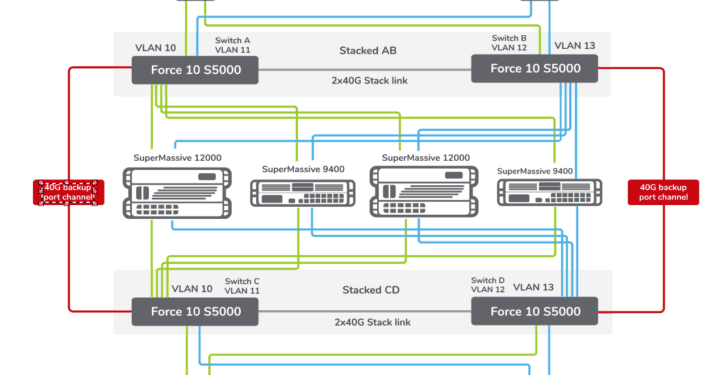 VLAN 10
Switch A
VLAN 11
Stacked AB
Switch B
VLAN 12
VLAN 13
Force 10 S5000
Force 10 S5000
2x40G Stack link
SuperMassive 12000
SuperMassive 9400
SuperMassive 12000
SuperMassive 9400
40G backup
port channel
40G backup
port channel
VLAN 10
Switch C
VLAN 11
Stacked CD
Switch D
VLAN 12
VLAN 13
Force 10 S5000
Force 10 S5000
2x40G Stack link